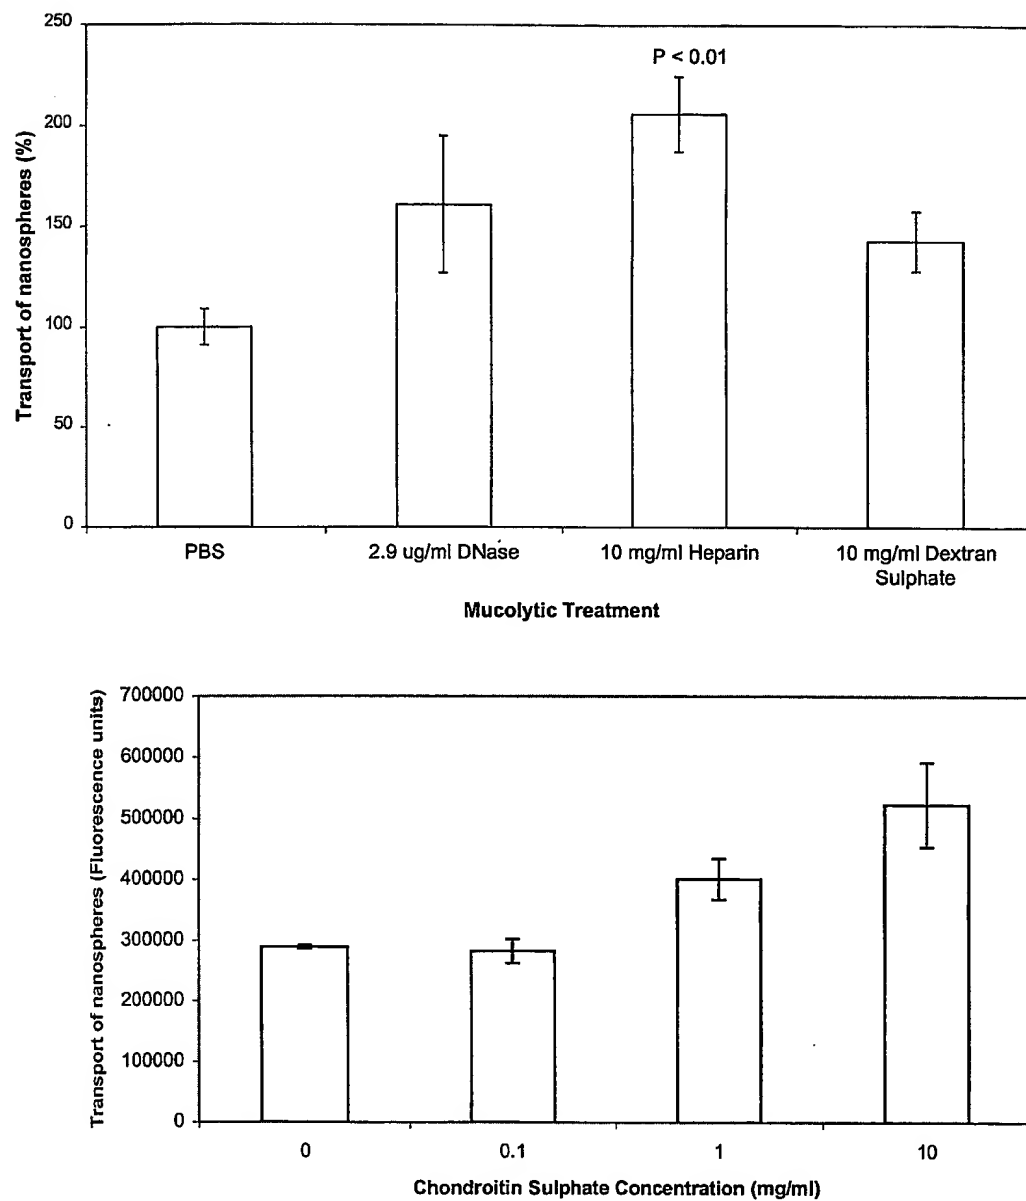 250
200
150
100
50
0
Transport of nanospheres (%)
P < 0.01
PBS
2.9 ug/ml DNase
10 mg/ml Heparin
10 mg/ml Dextran
Sulphate
Mucolytic Treatment
700000
600000
500000
400000
300000
200000
100000
0
Transport of nanospheres (Fluorescence units)
0
0.1
1
10
Chondroitin Sulphate Concentration (mg/ml)